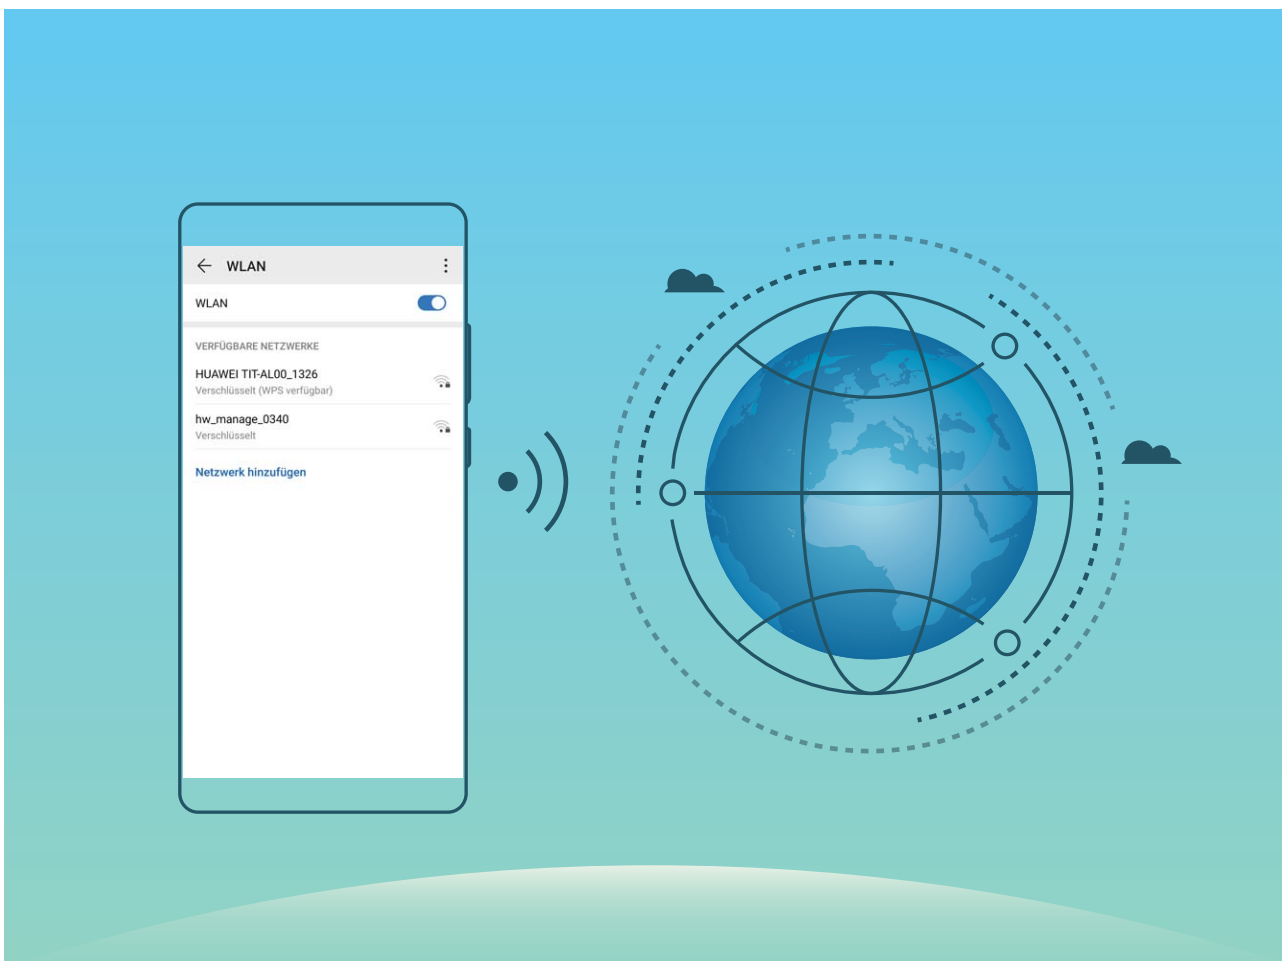 WLAN
WLAN
VERFÜGBARE NETZWERKE
HUAWEI TIT-AL00_1326
Verschlüsselt (WPS verfügbar)
hw_manage_0340
Verschlüsselt
Netzwerk hinzufügen